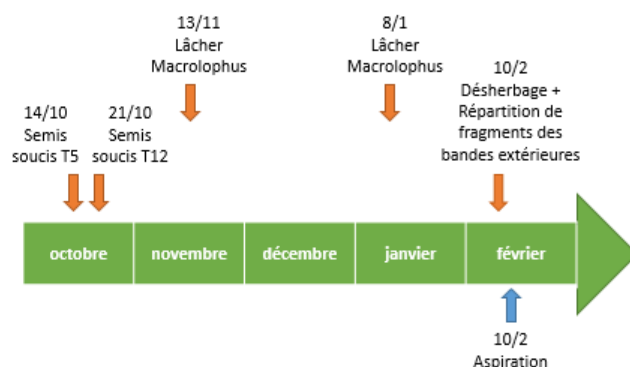 13/11
Lâcher
Macrolophus
8/1
Lâcher
Macrolophus
10/2
Désherbage +
Répartition de
fragments des
bandes extérieures
14/10
Semis
soucis T5
21/10
Semis
soucis T12
octobre
novembre
décembre
janvier
février
10/2
Aspiration